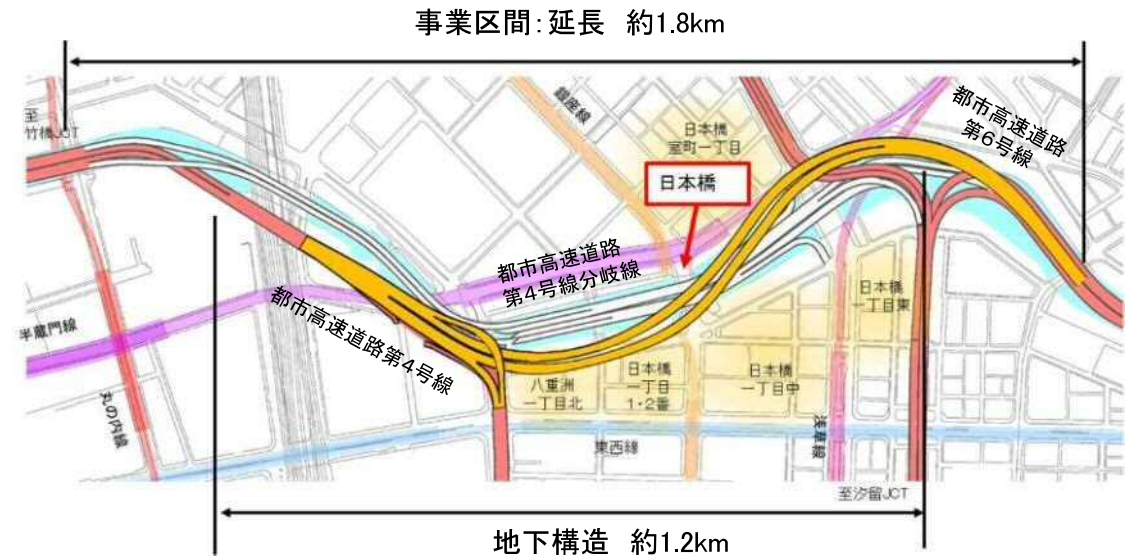 事業区間：延長　約1.8km
至
竹橋JCT
銀座線
日本橋
室町一丁目
都市高速道路
第6号線
日本橋
都市高速道路
第4号線分岐線
日本橋
一丁目東
半蔵門線
都市高速道路第4号線
丸の内線
八重洲
一丁目北
日本橋
一丁目
1・2番
日本橋
一丁目中
浅草線
東西線
至汐留JCT
地下構造　約1.2km